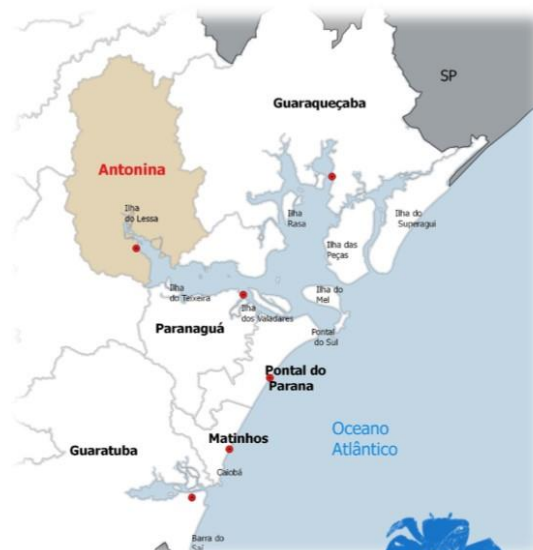 SP
Guaraqueçaba
Antonina
Ilha
do Lessa
Ilha
Rasa
Ilha do
Superagui
Ilha das
Peças
Ilha
do Teixeira
Ilha do
Mel
Ilha
dos Valadares
Paranaguá
Pontal
do Sul
Pontal do
Parana
Oceano
Atlântico
Matinhos
Guaratuba
Caiobá
Barra do
Saí